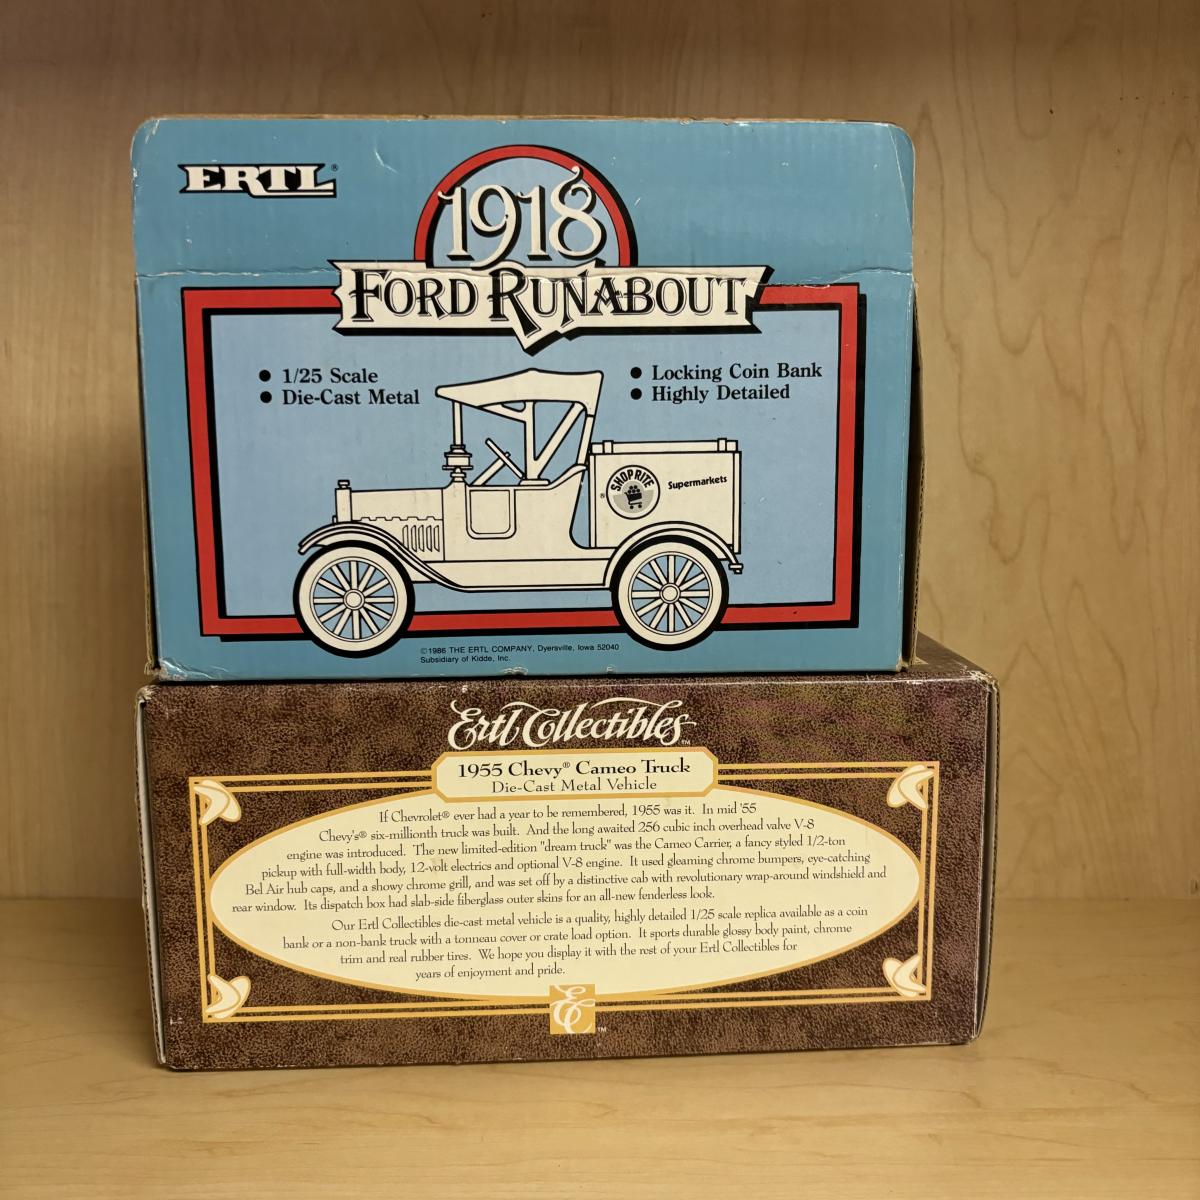 ERTL®
1918
FORD RUNABOUT
● 1/25 Scale
● Die-Cast Metal
● Locking Coin Bank
● Highly Detailed
SHOPRITE
®
Supermarkets
©1986 THE ERTL COMPANY, Dyersville, Iowa 52040
Subsidiary of Kidde, Inc.
Ertl Collectibles™
1955 Chevy® Cameo Truck
Die-Cast Metal Vehicle
If Chevrolet® ever had a year to be remembered, 1955 was it. In mid '55
Chevy's® six-millionth truck was built. And the long awaited 256 cubic inch overhead valve V-8
engine was introduced. The new limited-edition "dream truck" was the Cameo Carrier, a fancy styled 1/2-ton
pickup with full-width body, 12-volt electrics and optional V-8 engine. It used gleaming chrome bumpers, eye-catching
Bel Air hub caps, and a showy chrome grill, and was set off by a distinctive cab with revolutionary wrap-around windshield and
rear window. Its dispatch box had slab-side fiberglass outer skins for an all-new fenderless look.
Our Ertl Collectibles die-cast metal vehicle is a quality, highly detailed 1/25 scale replica available as a coin
bank or a non-bank truck with a tonneau cover or crate load option. It sports durable glossy body paint, chrome
trim and real rubber tires. We hope you display it with the rest of your Ertl Collectibles for
years of enjoyment and pride.
EC™